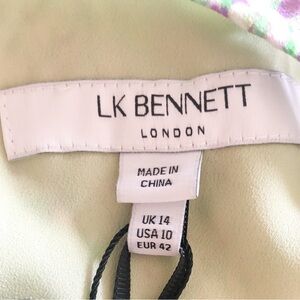 LK BENNETT
LONDON
MADE IN
CHINA
UK 14
USA 10
EUR 42